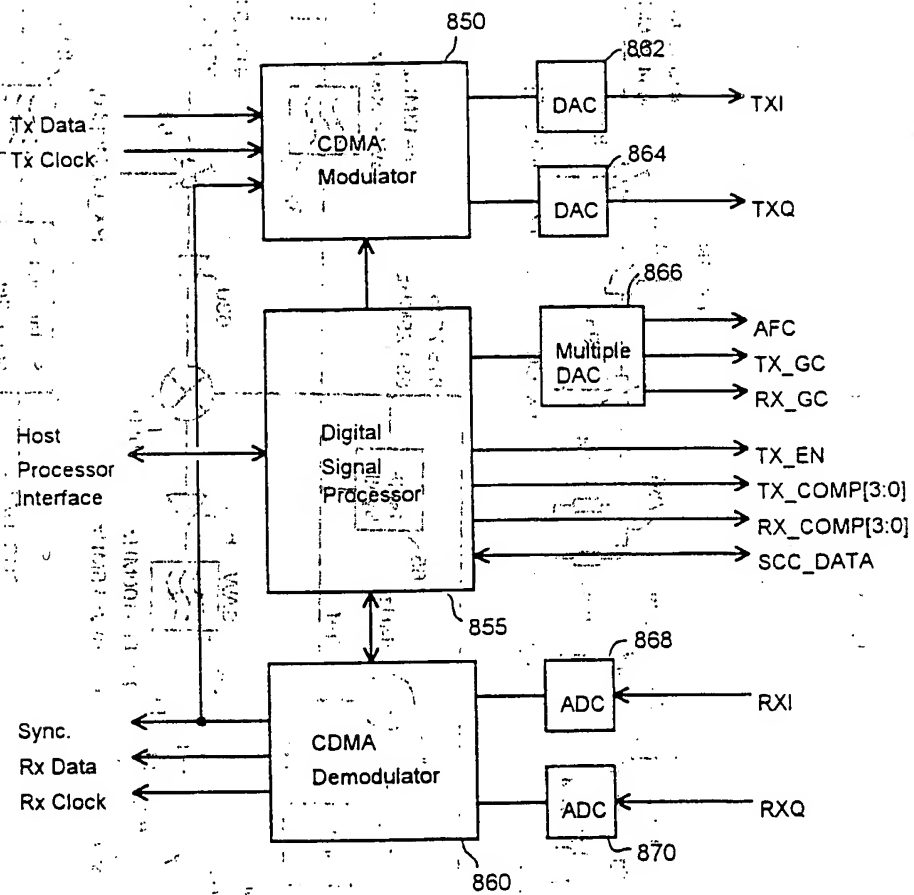 850
862
DAC
TXI
Tx Data
Tx Clock
CDMA
Modulator
864
DAC
TXQ
866
Multiple
DAC
AFC
TX_GC
RX_GC
Host
Processor
Interface
Digital
Signal
Processor
TX_EN
TX_COMP[3:0]
RX_COMP[3:0]
SCC_DATA
855
868
ADC
RXI
Sync.
Rx Data
Rx Clock
CDMA
Demodulator
ADC
RXQ
860
870